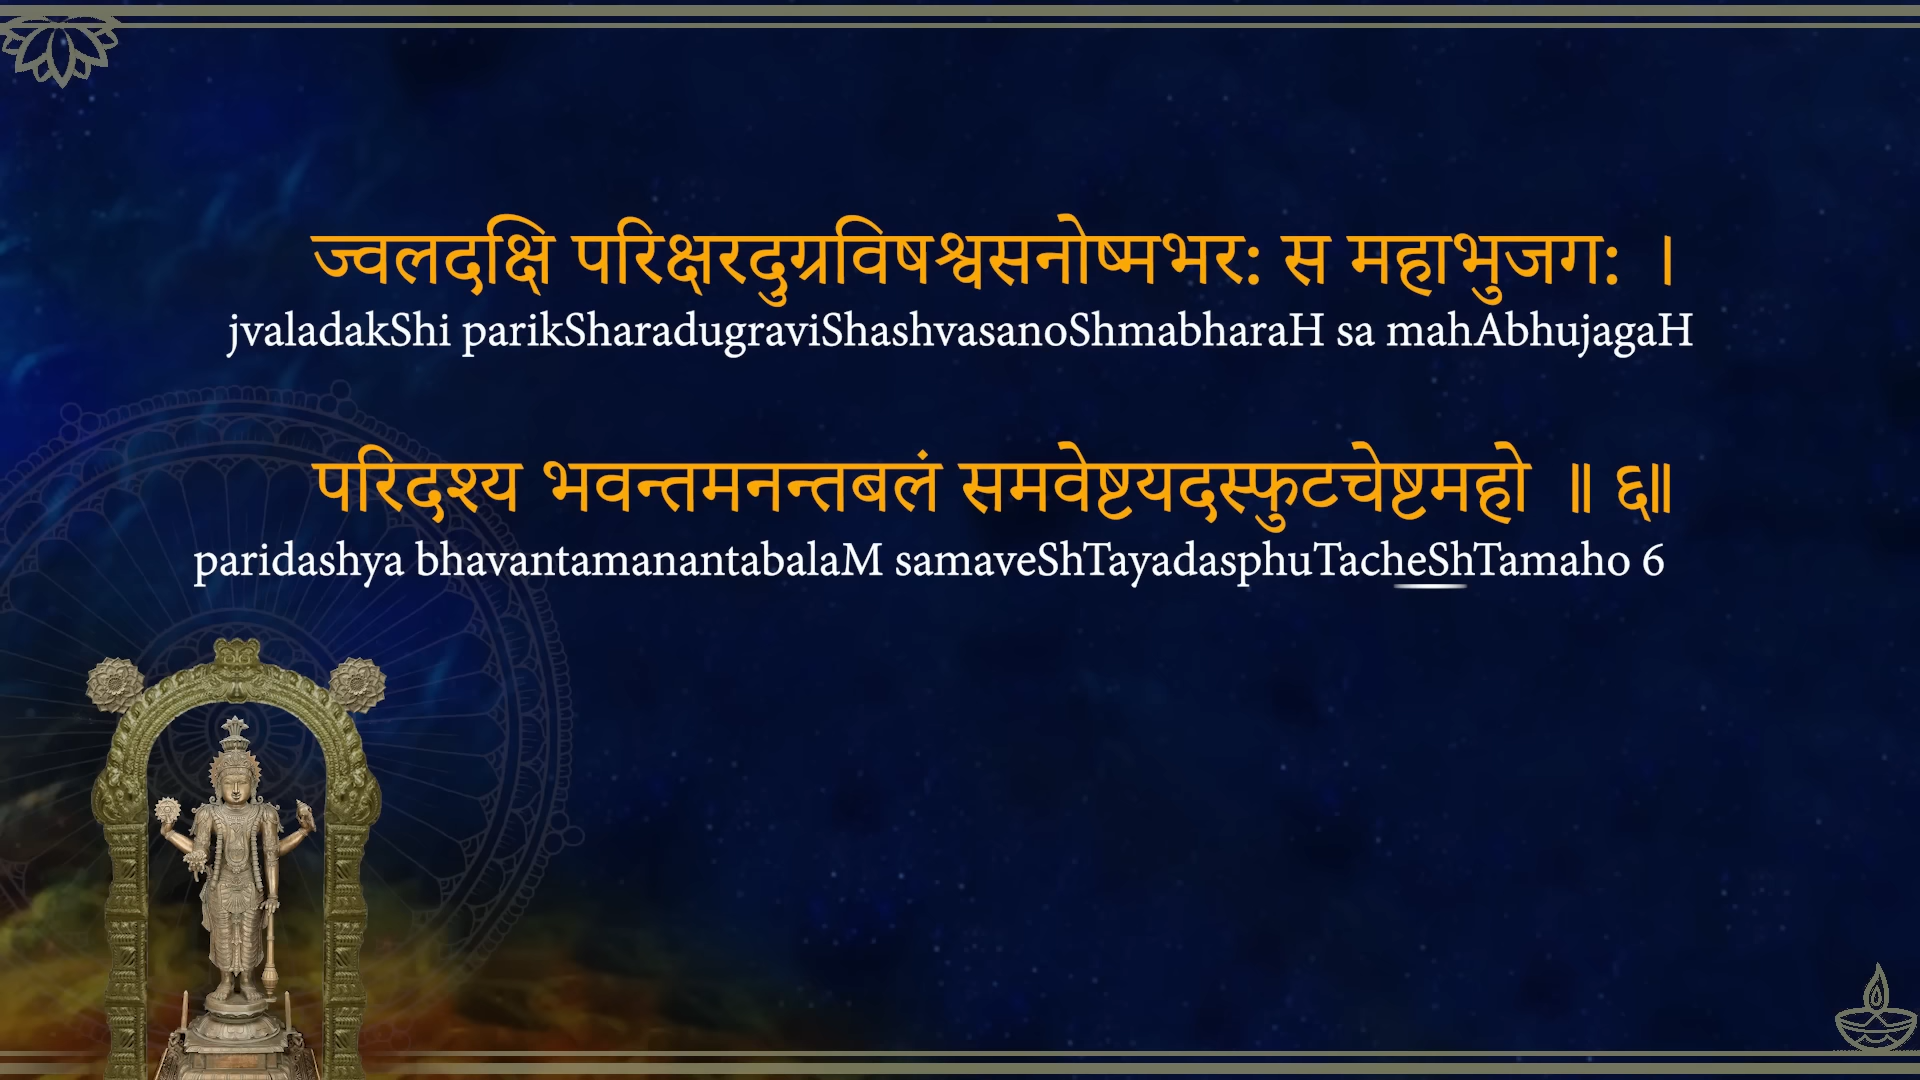 ज्वलदक्षि परिक्षरदुग्रविषश्वसनोष्मभरः स महाभुजगः ।
jvaladakShi parikSharadugraviShashvasanoShmabharaH sa mahAbhujagaH
परिदश्य भवन्तमनन्तबलं समवेष्टयदस्फुटचेष्टमहो ॥ ६॥
paridashya bhavantamanantabalaM samaveShTayadasphuTacheShTamaho 6